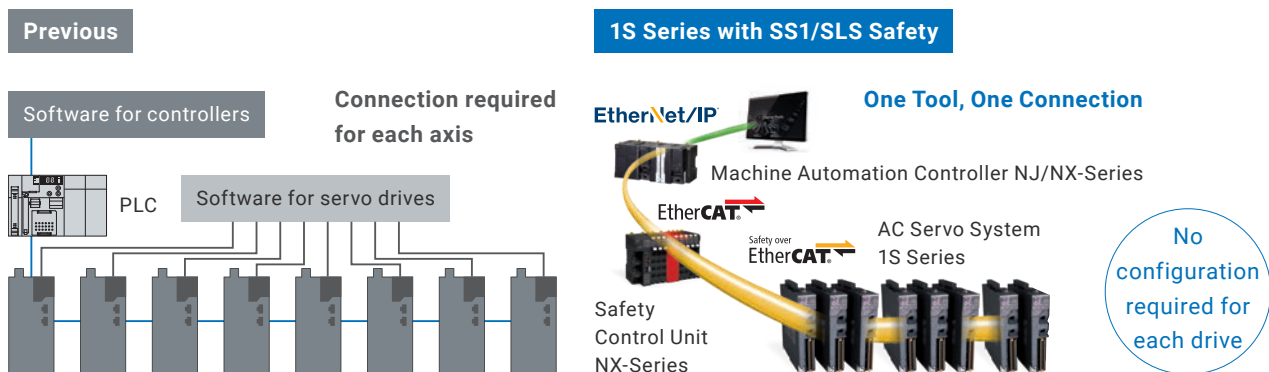 Previous
Software for controllers
Connection required
for each axis
PLC
Software for servo drives
1S Series with SS1/SLS Safety
EtherNet/IP
One Tool, One Connection
Machine Automation Controller NJ/NX-Series
EtherCAT®
Safety over
EtherCAT®
AC Servo System
1S Series
Safety
Control Unit
NX-Series
No
configuration
required for
each drive